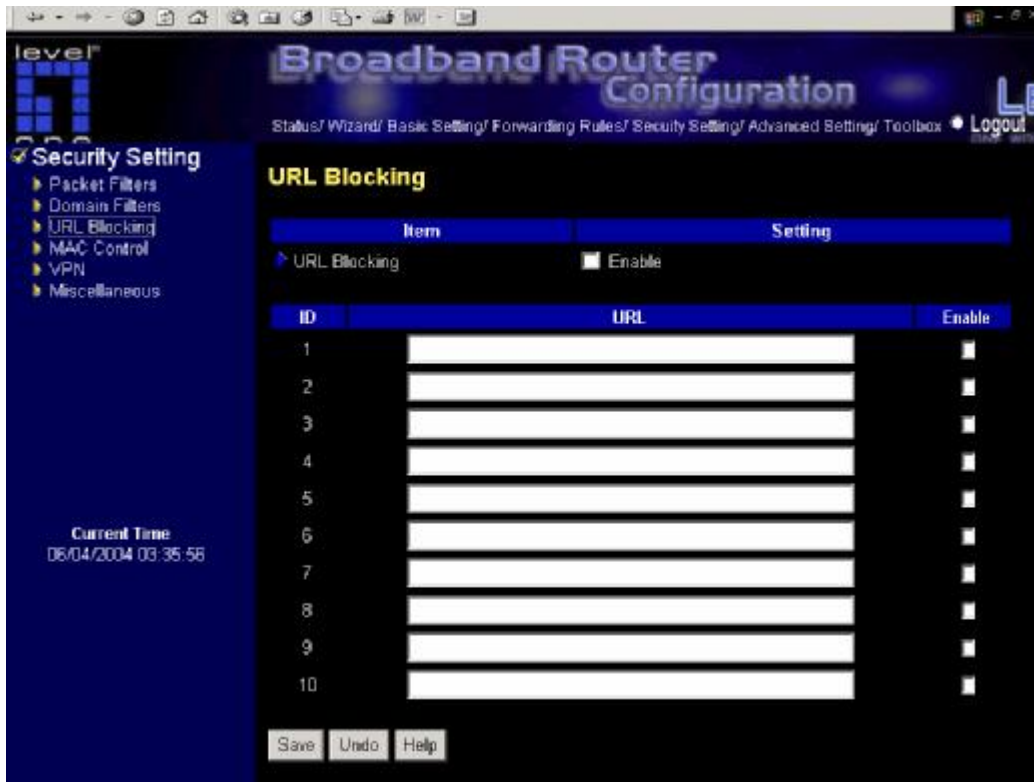 level
one
Broadband Router
Configuration
Status/ Wizard/ Basic Setting/ Forwarding Rules/ Security Setting/ Advanced Setting/ Toolbox
Logout
Security Setting
Packet Filters
Domain Filters
URL Blocking
MAC Control
VPN
Miscellaneous
Current Time
06/04/2004 03:35:56
URL Blocking
Item Setting
URL Blocking Enable
ID URL Enable
1
2
3
4
5
6
7
8
9
10
Save Undo Help